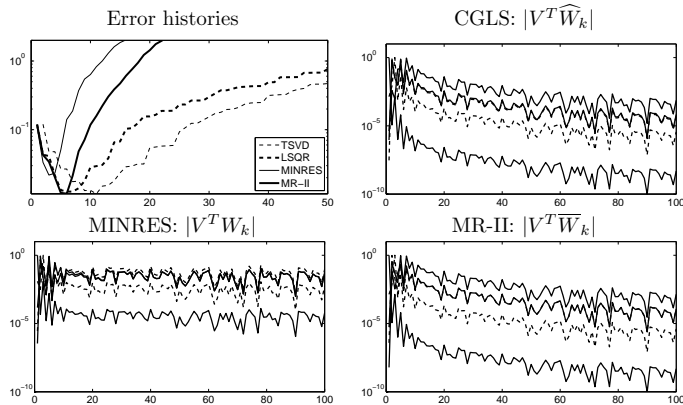 Error histories
CGLS: |V^T \widehat{W}_k|
10^0
10^{-1}
0 10 20 30 40 50
TSVD
LSQR
MINRES
MR-II
10^0
10^{-5}
10^{-10}
0 20 40 60 80 100
MINRES: |V^T W_k|
MR-II: |V^T \overline{W}_k|
10^0
10^{-5}
10^{-10}
0 20 40 60 80 100
10^0
10^{-5}
10^{-10}
0 20 40 60 80 100